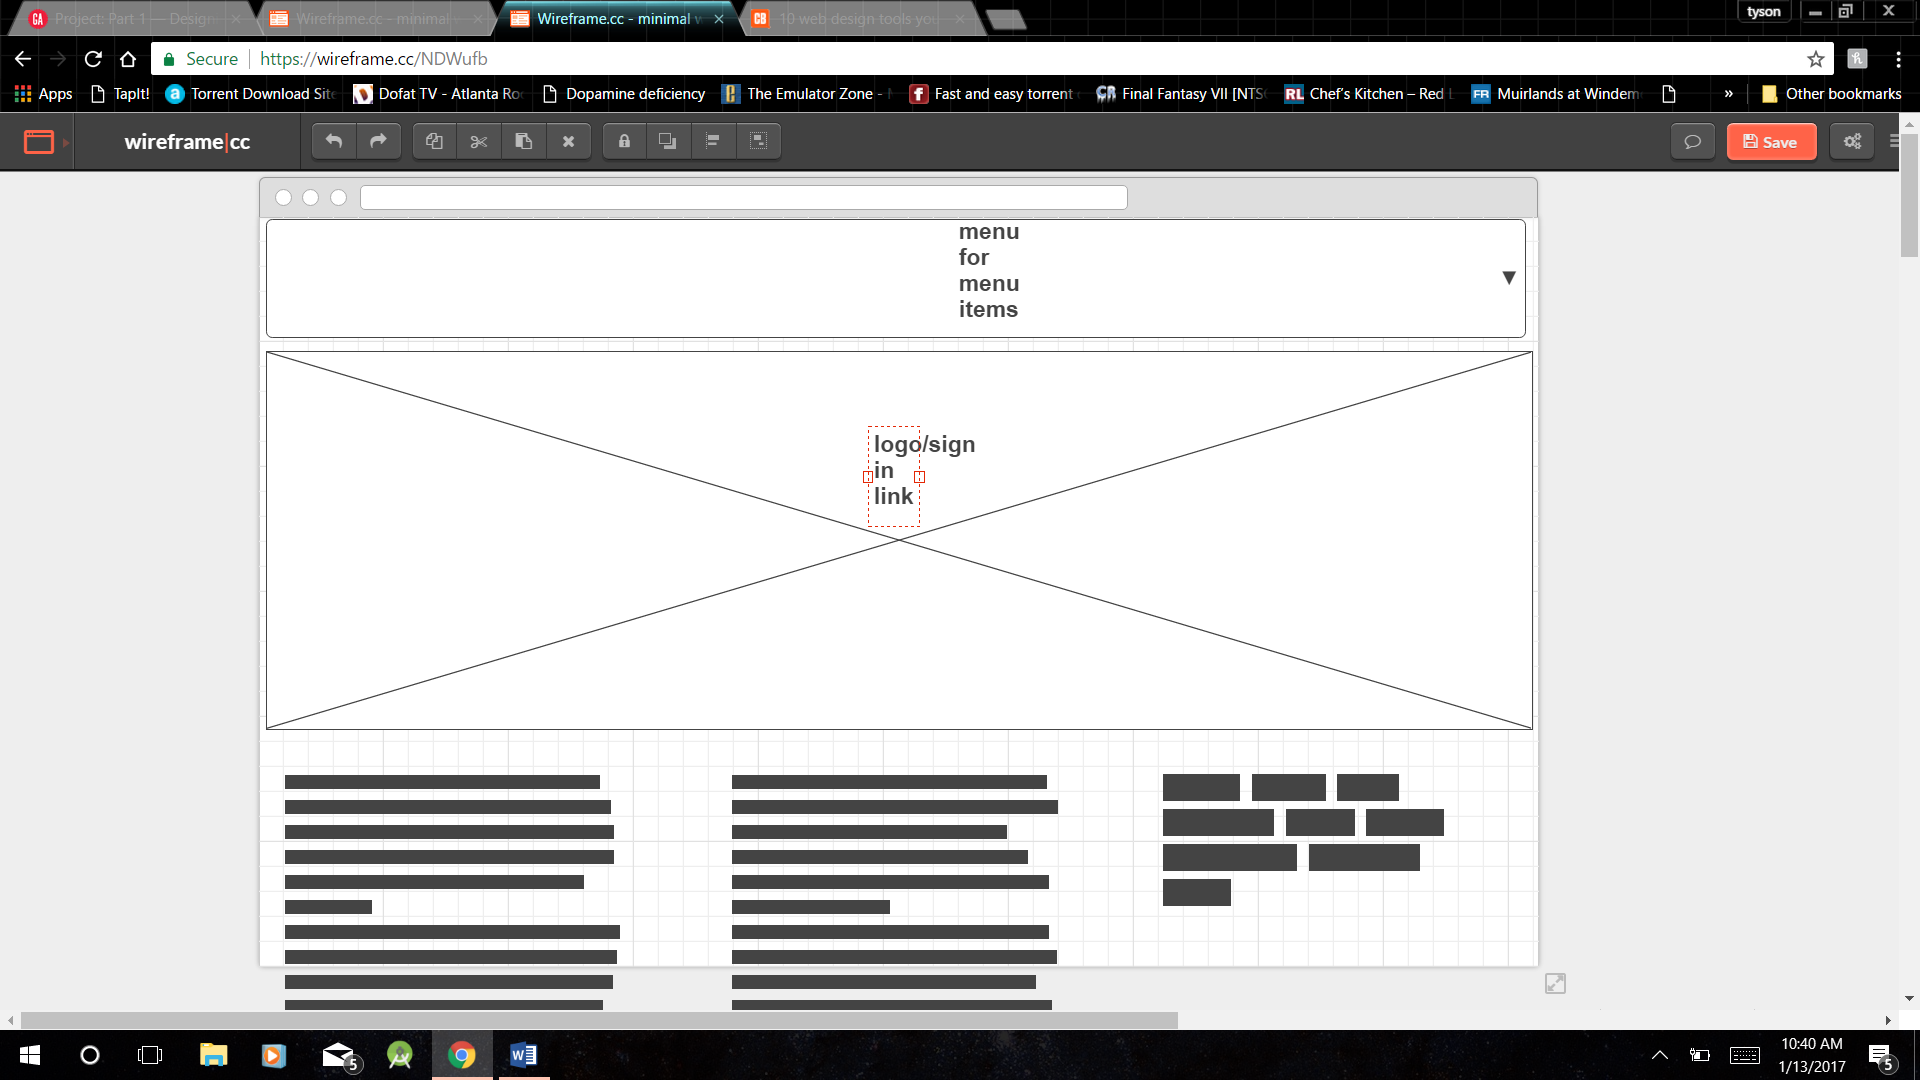 tyson
Project: Part 1 — Design
Wireframe.cc - minimal
Wireframe.cc - minimal w
10 web design tools you
Secure
https://wireframe.cc/NDWufb
Apps
TapIt!
Torrent Download Sit
Dofat TV - Atlanta Ro
Dopamine deficiency
The Emulator Zone -
Fast and easy torrent
Final Fantasy VII [NTS
Chef's Kitchen – Red L
Muirlands at Windem
»
Other bookmarks
wireframe|cc
Save
menu
for
menu
items
logo/sign
in
link
5
10:40 AM
1/13/2017
5